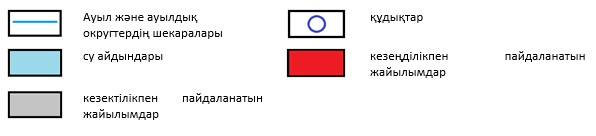 Ауыл және ауылдық
округтердің шекаралары
құдықтар
су айдындары
кезеңділікпен пайдаланатын
жайылымдар
кезектілікпен пайдаланатын
жайылымдар